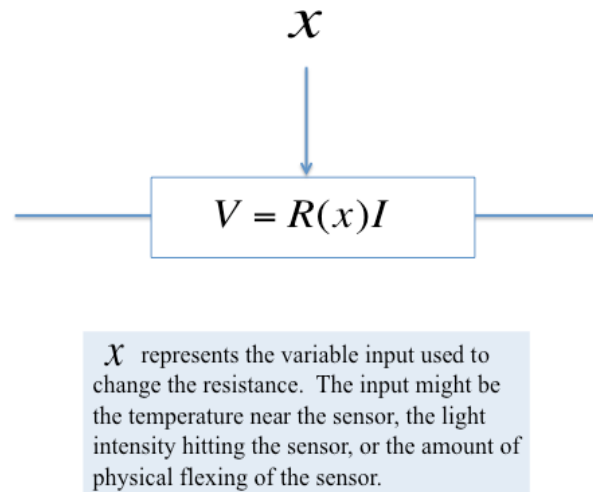 x
V = R(x)I
x represents the variable input used to
change the resistance. The input might be
the temperature near the sensor, the light
intensity hitting the sensor, or the amount of
physical flexing of the sensor.